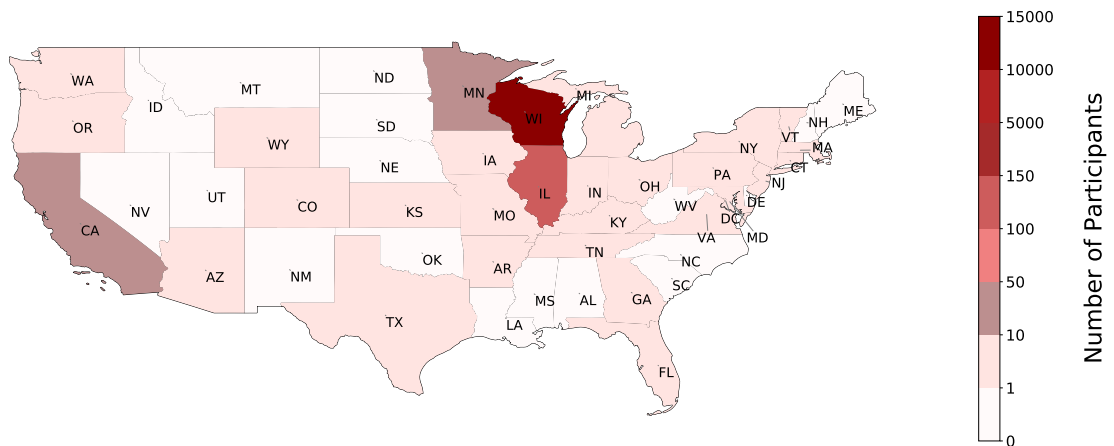 WA
MT
ND
MN
MI
ID
OR
SD
WI
ME
NH
VT
MA
WY
NY
IA
NE
CT
PA
OH
NJ
IN
IL
UT
CO
DE
WV
NV
KS
MO
KY
DC
CA
VA
MD
TN
OK
NC
AZ
NM
AR
SC
MS
AL
GA
TX
LA
FL
15000
10000
5000
150
100
50
10
1
0
Number of Participants